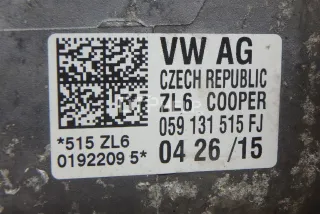 VW AG
CZECH REPUBLIC
ZL6 COOPER
059 131 515 FJ
04 26 /15
*515 ZL6
0192209 5*